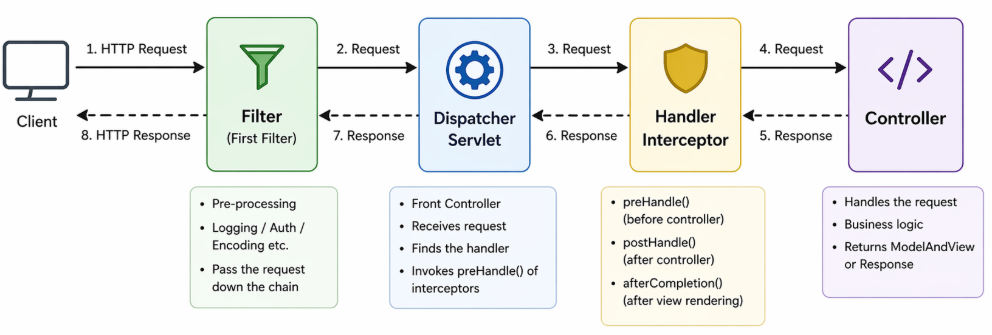 1. HTTP Request
2. Request
3. Request
4. Request
Client
Filter
(First Filter)
Dispatcher
Servlet
Handler
Interceptor
Controller
8. HTTP Response
7. Response
6. Response
5. Response
• Pre-processing
• Logging / Auth /
Encoding etc.
• Pass the request
down the chain
• Front Controller
• Receives request
• Finds the handler
• Invokes preHandle() of
interceptors
• preHandle()
(before controller)
• postHandle()
(after controller)
• afterCompletion()
(after view rendering)
• Handles the request
• Business logic
• Returns ModelAndView
or Response